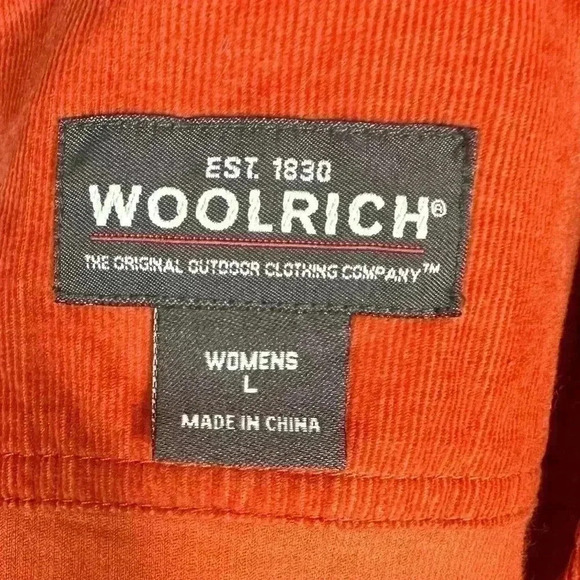 EST. 1830
WOOLRICH®
THE ORIGINAL OUTDOOR CLOTHING COMPANY™
WOMENS
L
MADE IN CHINA